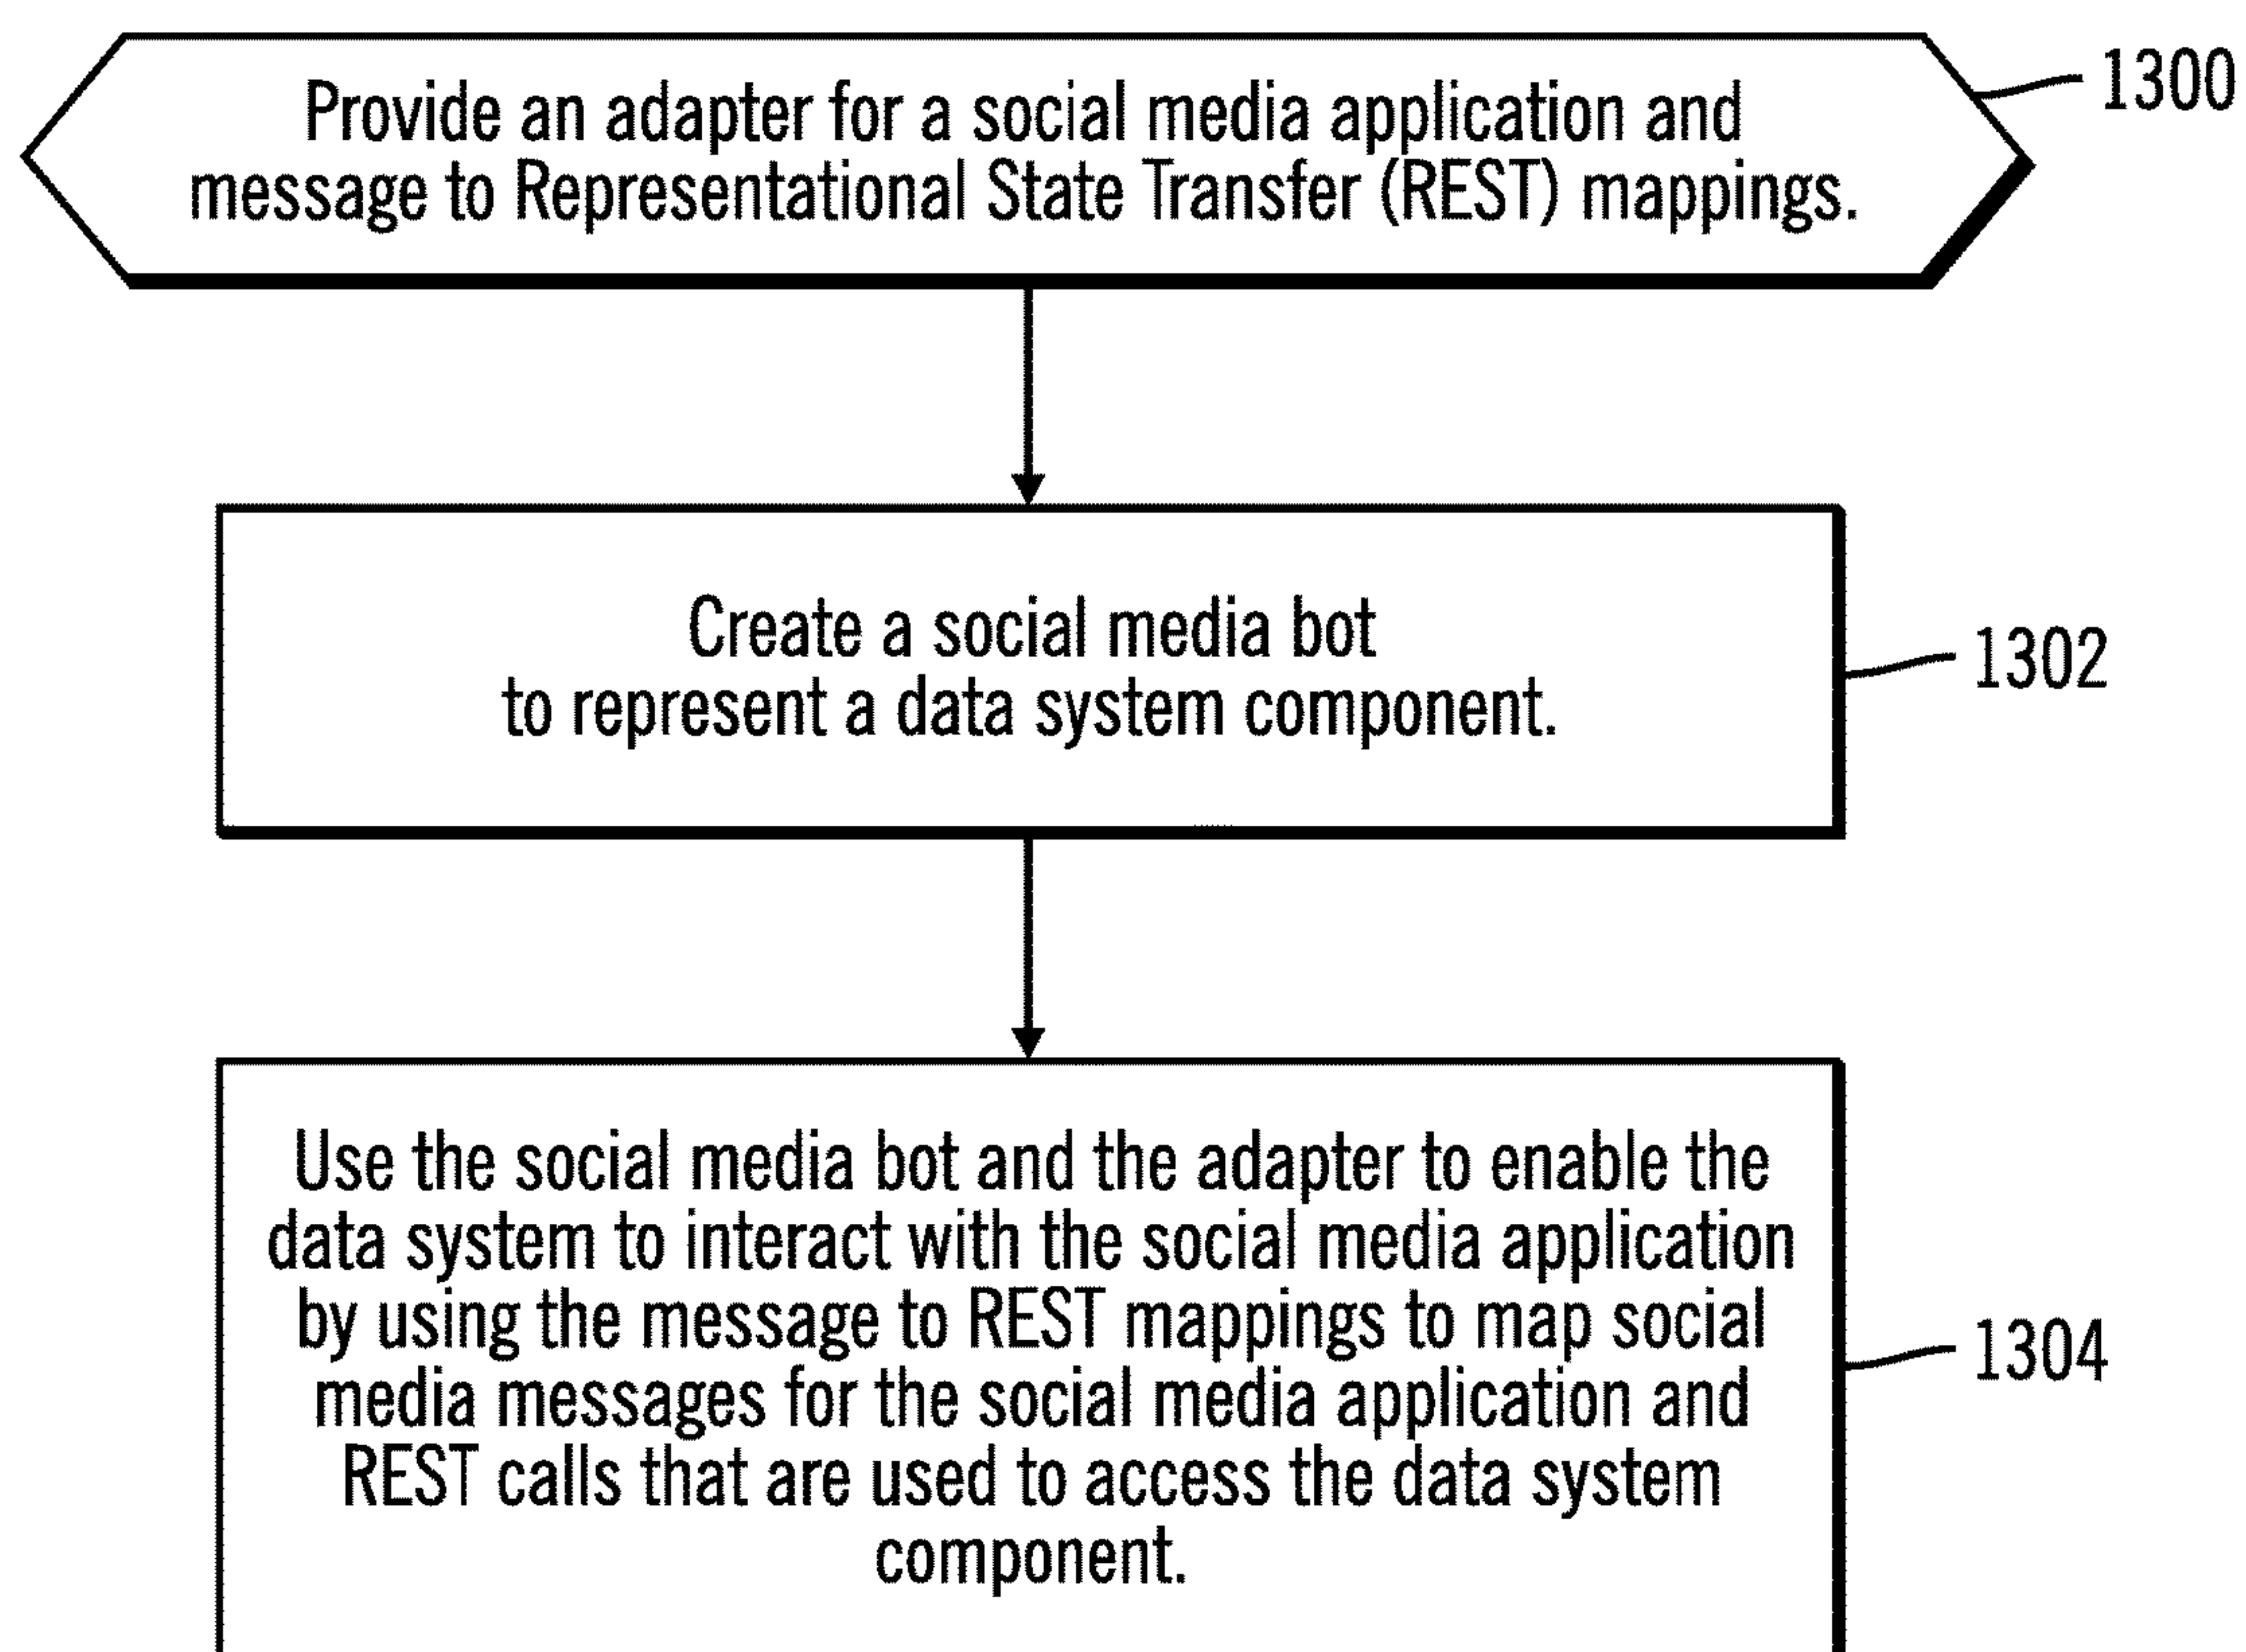 Provide an adapter for a social media application and
message to Representational State Transfer (REST) mappings.
1300
Create a social media bot
to represent a data system component.
1302
Use the social media bot and the adapter to enable the
data system to interact with the social media application
by using the message to REST mappings to map social
media messages for the social media application and
REST calls that are used to access the data system
component.
1304